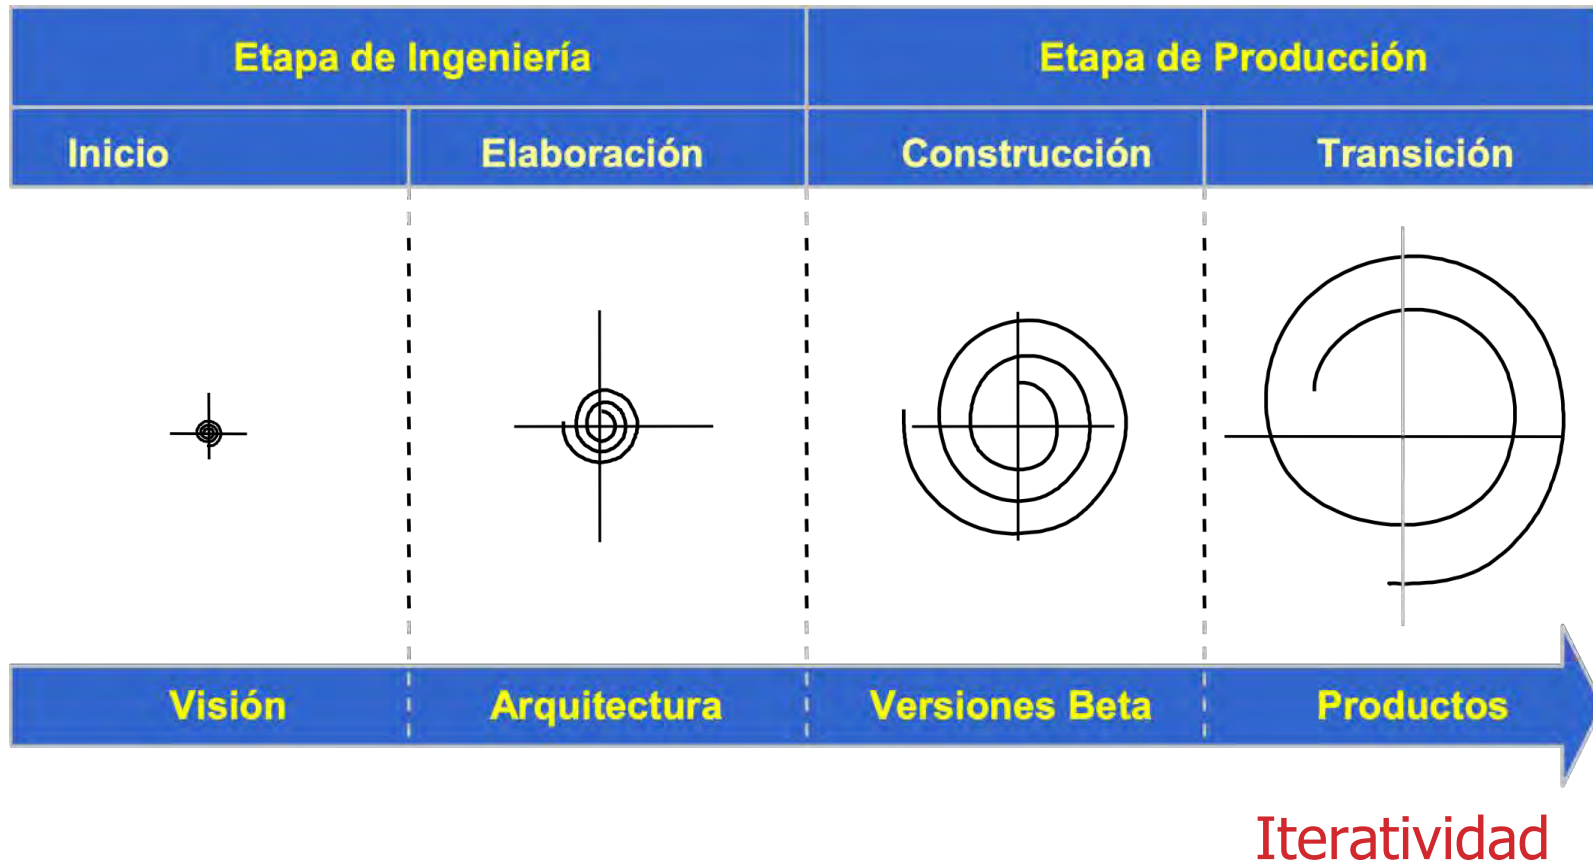 Etapa de Ingeniería
Etapa de Producción
Inicio
Elaboración
Construcción
Transición
Visión
Arquitectura
Versiones Beta
Productos
Iteratividad